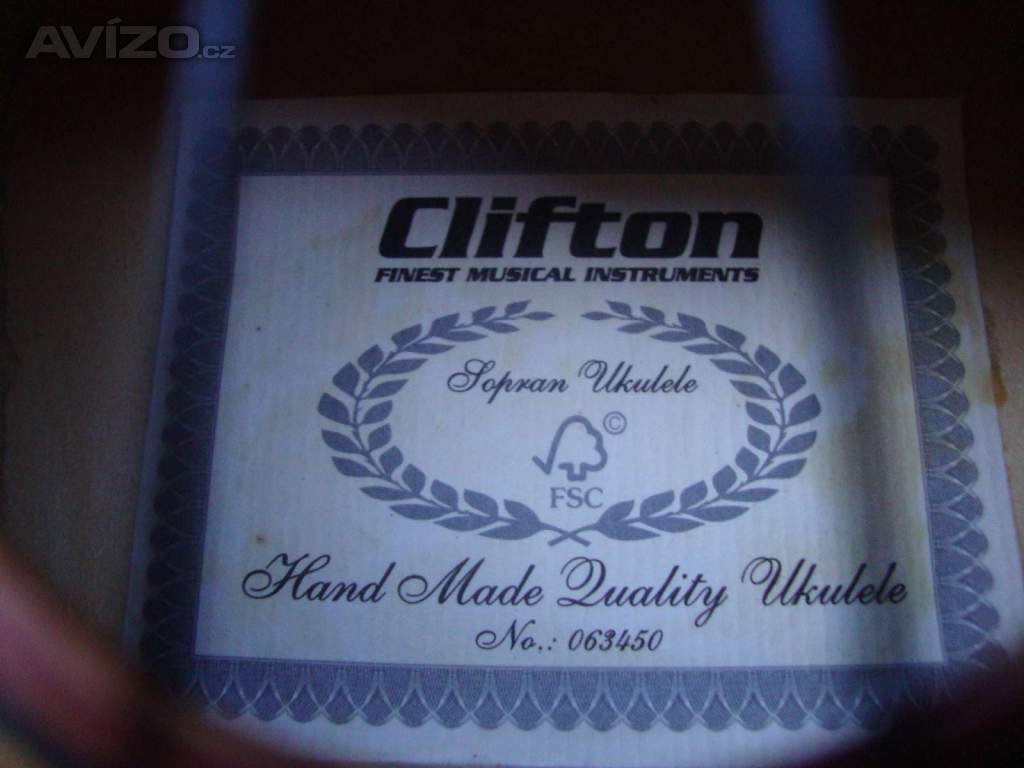 AVÍZO.cz
Clifton
FINEST MUSICAL INSTRUMENTS
Sopran Ukulele
©
FSC
Hand Made Quality Ukulele
No.: 063450